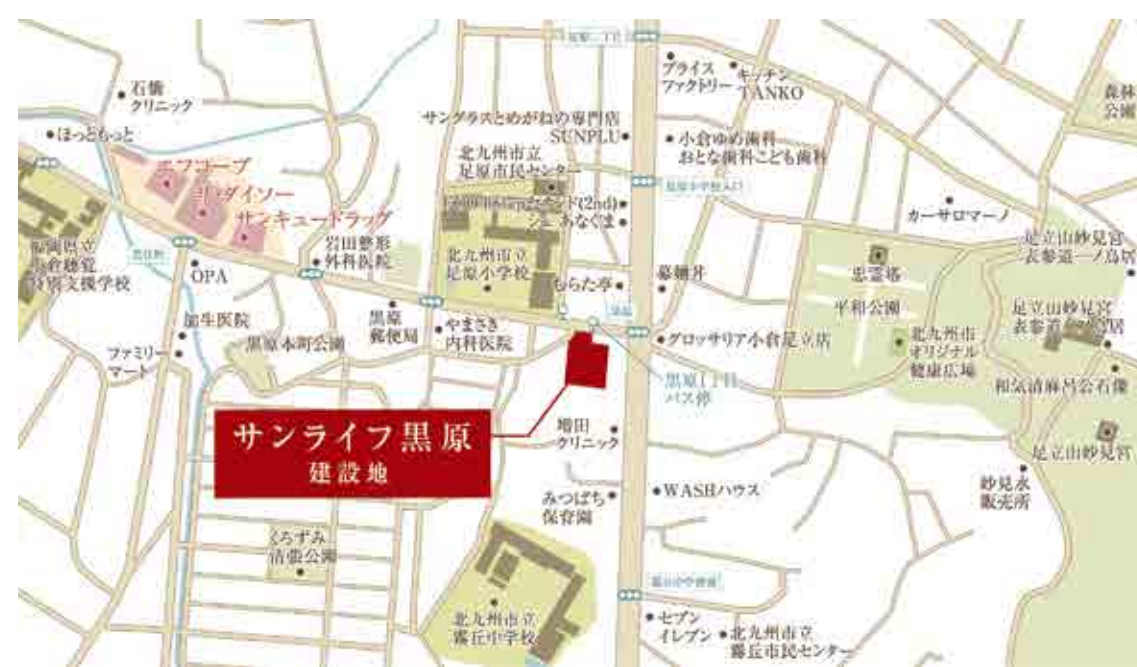 石橋
クリニック
ほっともっと
エフコープ
ザ・ダイソー
サンキュードラッグ
岩田整形
外科医院
OPA
黒原
郵便局
加生医院
ファミリー
マート
黒原本町公園
やまさき
内科医院
プライス
ファクトリー
キッチン
TANKO
サングラスとめがねの専門店
SUNPLU
北九州市立
足原市民センター
小倉ゆめ歯科
おとな歯科こども歯科
(2nd)
あなぐま
北九州市立
足原小学校
むらた亭
グロッサリア小倉足立店
黒原1丁目
バス停
カーサロマーノ
忠霊塔
平和公園
北九州市
オリジナル
健康広場
森林
公園
足立山妙見宮
表参道一ノ鳥居
足立山妙見宮
表参道
和気清麻呂公石像
足立山妙見宮
妙見水
販売所
サンライフ黒原
建設地
増田
クリニック
みつばち
保育園
WASHハウス
くろずみ
清張公園
北九州市立
霧丘中学校
セブン
イレブン
北九州市立
霧丘市民センター